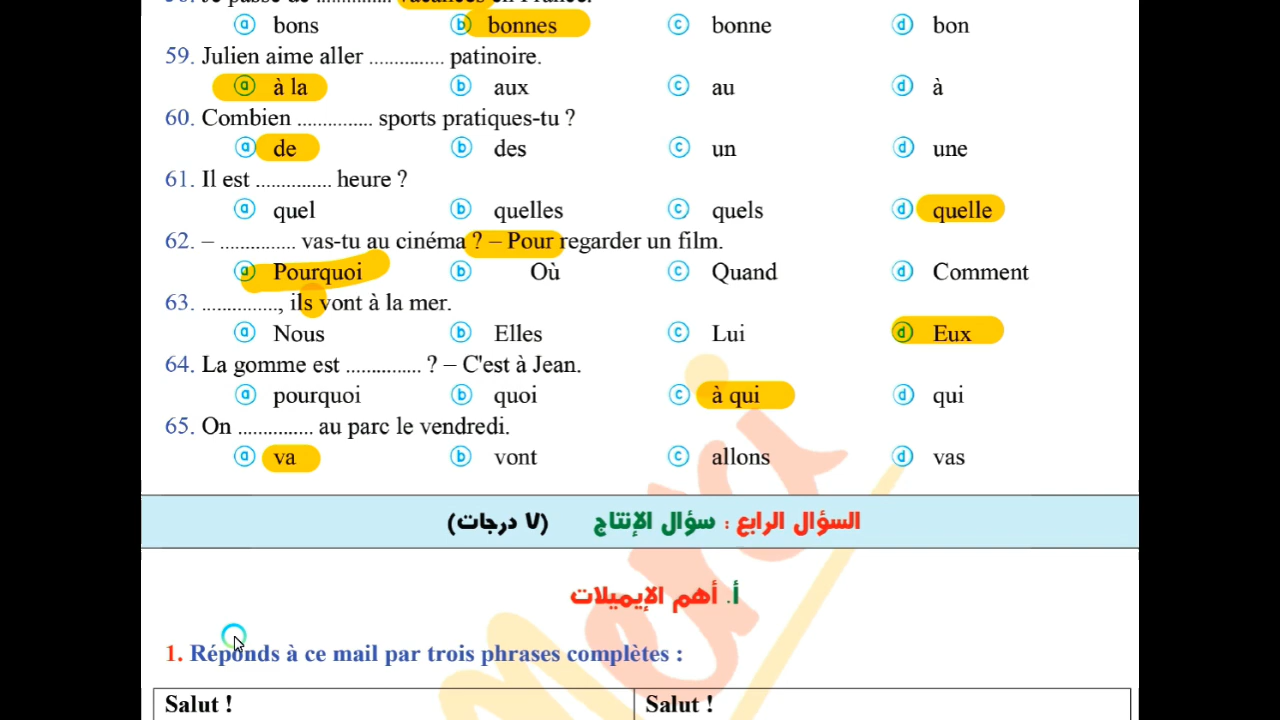 vacances en France.
ⓐ bons ⓑ bonnes ⓒ bonne ⓓ bon
59. Julien aime aller ............... patinoire.
ⓐ à la ⓑ aux ⓒ au ⓓ à
60. Combien ............... sports pratiques-tu ?
ⓐ de ⓑ des ⓒ un ⓓ une
61. Il est ............... heure ?
ⓐ quel ⓑ quelles ⓒ quels ⓓ quelle
62. – ............... vas-tu au cinéma ? – Pour regarder un film.
ⓐ Pourquoi ⓑ Où ⓒ Quand ⓓ Comment
63. ..............., ils vont à la mer.
ⓐ Nous ⓑ Elles ⓒ Lui ⓓ Eux
64. La gomme est ............... ? – C'est à Jean.
ⓐ pourquoi ⓑ quoi ⓒ à qui ⓓ qui
65. On ............... au parc le vendredi.
ⓐ va ⓑ vont ⓒ allons ⓓ vas
السؤال الرابع : سؤال الإنتاج (٧ درجات)
أ. أهم الإيميلات
1. Réponds à ce mail par trois phrases complètes :
Salut ! Salut !